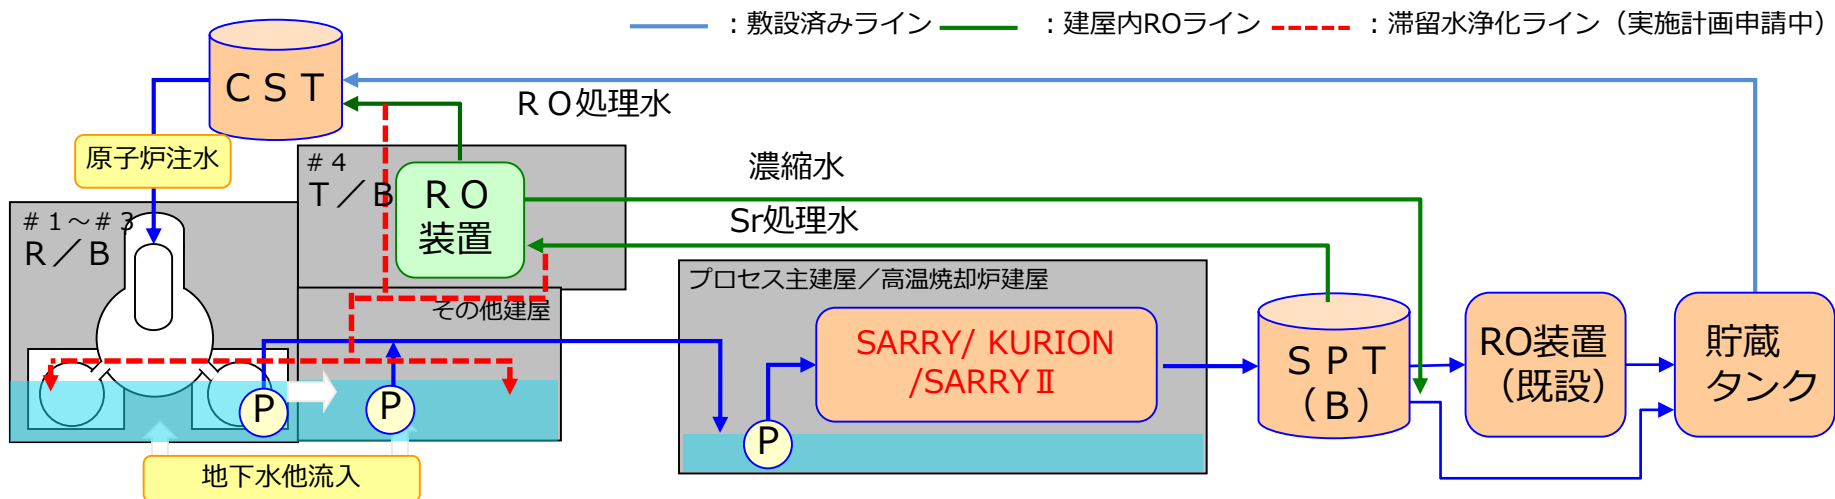 ：敷設済みライン
：建屋内ROライン
：滞留水浄化ライン（実施計画申請中）
ＣＳＴ
ＲＯ処理水
原子炉注水
＃４
Ｔ／Ｂ
ＲＯ
装置
濃縮水
Sr処理水
＃１～＃３
Ｒ／Ｂ
その他建屋
プロセス主建屋／高温焼却炉建屋
SARRY/ KURION
/SARRYⅡ
ＳＰＴ
（Ｂ）
RO装置
（既設）
貯蔵
タンク
P
P
P
地下水他流入